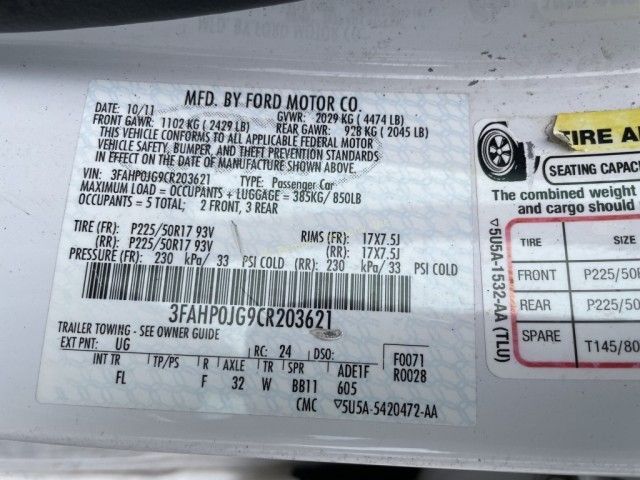 MFD. BY FORD MOTOR CO.
DATE: 10/11 GVWR: 2029 KG ( 4474 LB)
FRONT GAWR: 1102 KG ( 2429 LB) REAR GAWR: 928 KG ( 2045 LB)
THIS VEHICLE CONFORMS TO ALL APPLICABLE FEDERAL MOTOR
VEHICLE SAFETY, BUMPER, AND THEFT PREVENTION STANDARDS
IN EFFECT ON THE DATE OF MANUFACTURE SHOWN ABOVE.
VIN: 3FAHP0JG9CR203621 TYPE: Passenger Car
MAXIMUM LOAD = OCCUPANTS + LUGGAGE = 385KG/ 850LB
OCCUPANTS = 5 TOTAL: 2 FRONT, 3 REAR
TIRE (FR): P225/50R17 93V RIMS (FR): 17X7.5J
(RR): P225/50R17 93V (RR): 17X7.5J
PRESSURE (FR): 230 kPa/ 33 PSI COLD (RR): 230 kPa/ 33 PSI COLD
3FAHP0JG9CR203621
TRAILER TOWING - SEE OWNER GUIDE
EXT PNT: UG RC: 24 DSO: F0071
INT TR TP/PS R AXLE TR SPR ADE1F R0028
FL F 32 W BB11 605
CMC ▽5U5A-5420472-AA
TIRE A
SEATING CAPAC
The combined weight
and cargo should
▽5U5A-1532-AA (TLU)
TIRE SIZE
FRONT P225/50
REAR P225/50
SPARE T145/80